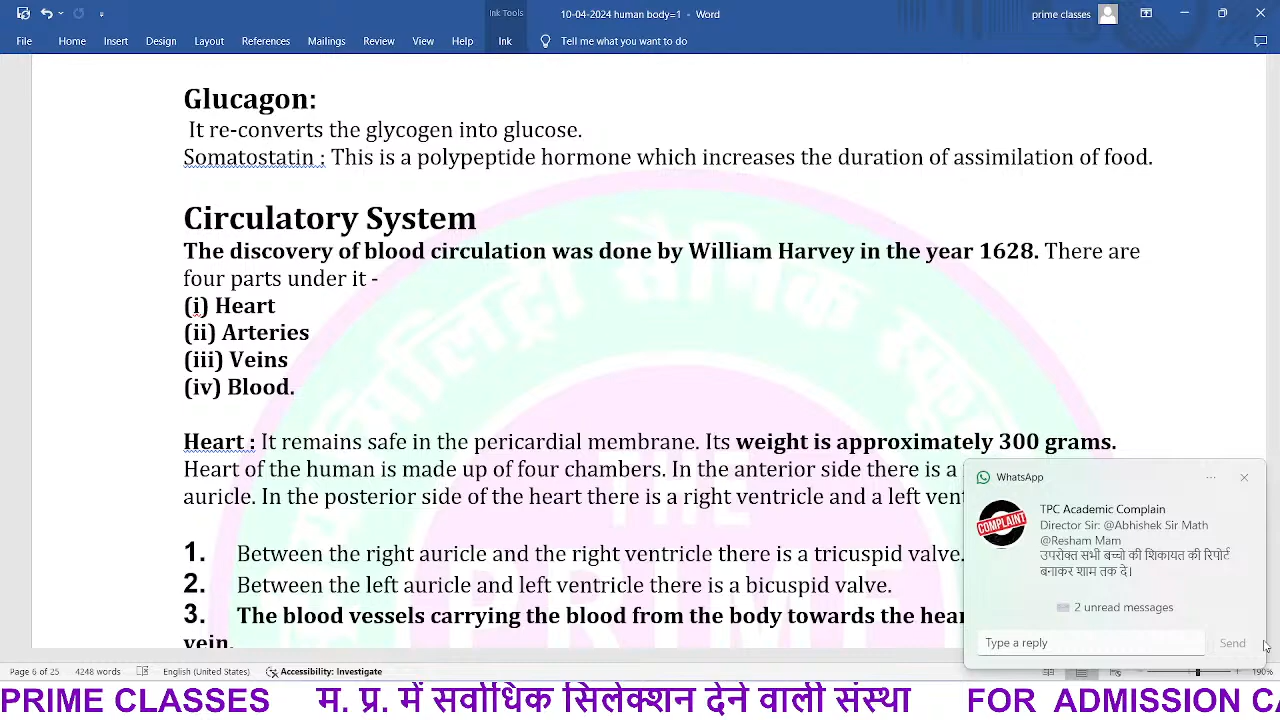 Ink Tools
10-04-2024 human body=1 - Word
prime classes
File Home Insert Design Layout References Mailings Review View Help Ink Tell me what you want to do
Glucagon:
It re-converts the glycogen into glucose.
Somatostatin : This is a polypeptide hormone which increases the duration of assimilation of food.
Circulatory System
The discovery of blood circulation was done by William Harvey in the year 1628. There are
four parts under it -
(i) Heart
(ii) Arteries
(iii) Veins
(iv) Blood.
Heart : It remains safe in the pericardial membrane. Its weight is approximately 300 grams.
Heart of the human is made up of four chambers. In the anterior side there is a
auricle. In the posterior side of the heart there is a right ventricle and a left
1. Between the right auricle and the right ventricle there is a tricuspid valve.
2. Between the left auricle and left ventricle there is a bicuspid valve.
3. The blood vessels carrying the blood from the body towards the
vein.
मिलिट्री सैनिक स्कूल
THE
PRIME
WhatsApp
COMPLAINT
TPC Academic Complain
Director Sir: @Abhishek Sir Math
@Resham Mam
उपरोक्त सभी बच्चो की शिकायत की रिपोर्ट
बनाकर शाम तक दे।
2 unread messages
Type a reply Send
Page 6 of 25 4248 words English (United States) Accessibility: Investigate 190%
PRIME CLASSES म. प्र. में सर्वाधिक सिलेक्शन देने वाली संस्था FOR ADMISSION